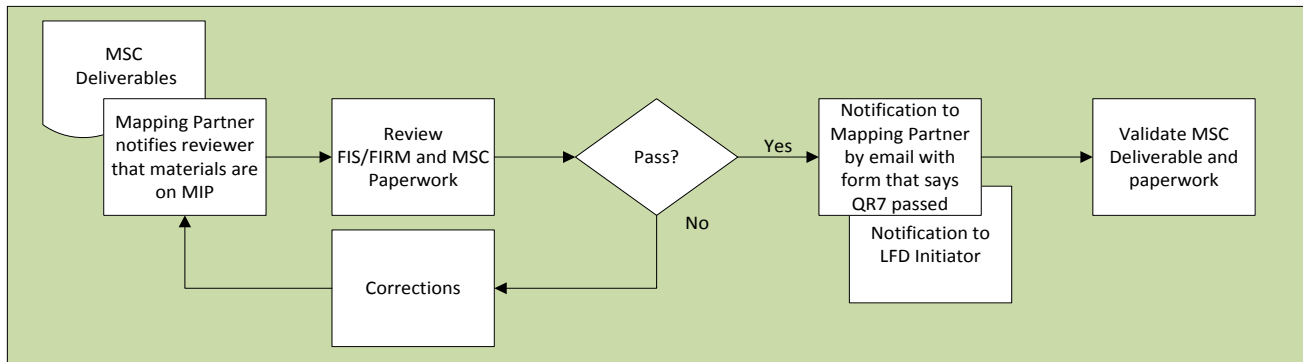 MSC
Deliverables
Mapping Partner
notifies reviewer
that materials are
on MIP
Review
FIS/FIRM and MSC
Paperwork
Pass?
Yes
No
Corrections
Notification to
Mapping Partner
by email with
form that says
QR7 passed
Notification to
LFD Initiator
Validate MSC
Deliverable and
paperwork